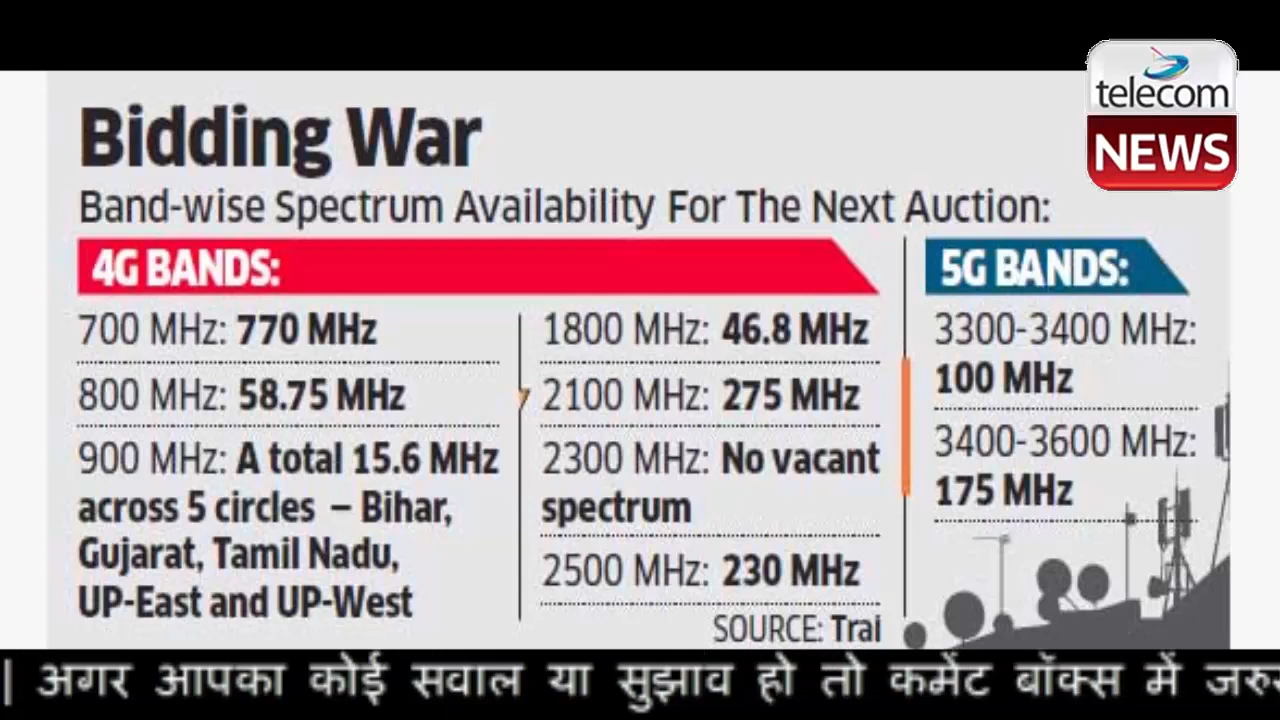 telecom
NEWS
Bidding War
Band-wise Spectrum Availability For The Next Auction:
4G BANDS:
700 MHz: 770 MHz
800 MHz: 58.75 MHz
900 MHz: A total 15.6 MHz
across 5 circles – Bihar,
Gujarat, Tamil Nadu,
UP-East and UP-West
1800 MHz: 46.8 MHz
2100 MHz: 275 MHz
2300 MHz: No vacant
spectrum
2500 MHz: 230 MHz
SOURCE: Trai
5G BANDS:
3300-3400 MHz:
100 MHz
3400-3600 MHz:
175 MHz
| अगर आपका कोई सवाल या सुझाव हो तो कमेंट बॉक्स में